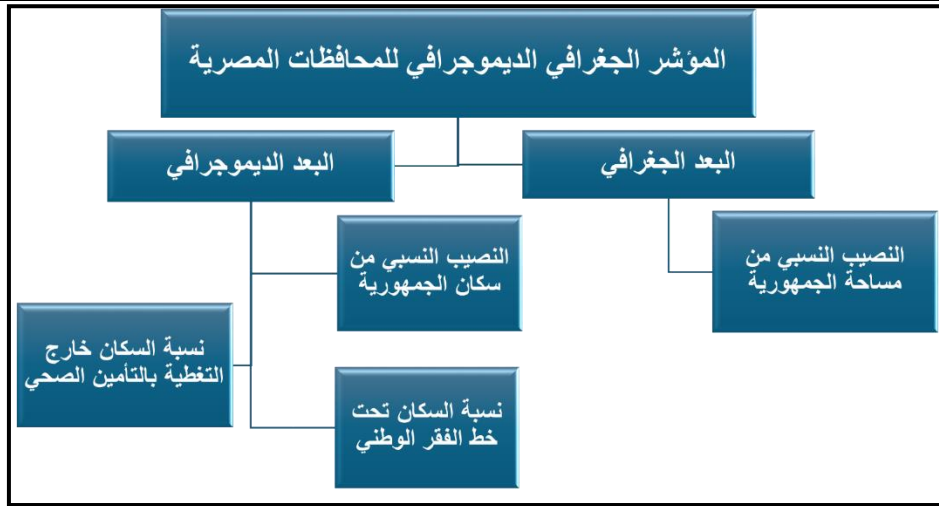 المؤشر الجغرافي الديموجرافي للمحافظات المصرية
البعد الجغرافي
البعد الديموجرافي
النصيب النسبي من
مساحة الجمهورية
النصيب النسبي من
سكان الجمهورية
نسبة السكان خارج
التغطية بالتأمين الصحي
نسبة السكان تحت
خط الفقر الوطني